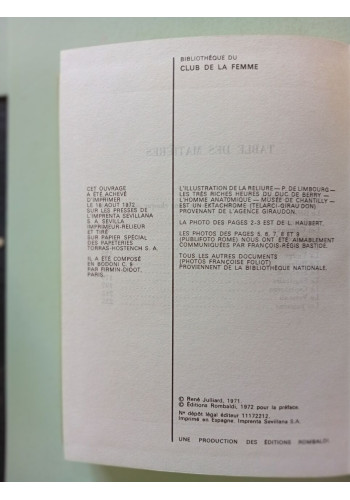 BIBLIOTHÈQUE DU
CLUB DE LA FEMME
TABLE DES MATIÈRES
CET OUVRAGE
A ÉTÉ ACHEVÉ
D'IMPRIMER
LE 16 AOUT 1972
SUR LES PRESSES DE
L'IMPRENTA SEVILLANA
S. A. SEVILLA
IMPRIMEUR-RELIEUR
ET TIRÉ
SUR PAPIER SPÉCIAL
DES PAPETERIES
TORRAS-HOSTENCH S. A.
IL A ÉTÉ COMPOSÉ
EN BODONI C. 9
PAR FIRMIN-DIDOT,
PARIS.
L'ILLUSTRATION DE LA RELIURE — P. DE LIMBOURG —
LES TRÈS RICHES HEURES DU DUC DE BERRY —
L'HOMME ANATOMIQUE — MUSÉE DE CHANTILLY —
EST UN EKTACHROME (TELARCI-GIRAUDON)
PROVENANT DE L'AGENCE GIRAUDON.
LA PHOTO DES PAGES 2-3 EST DE L. HAUBERT.
LES PHOTOS DES PAGES 5, 6, 7, 8 ET 9
(PUBLIFOTO ROME) NOUS ONT ÉTÉ AIMABLEMENT
COMMUNIQUÉES PAR FRANÇOIS-RÉGIS BASTIDE.
TOUS LES AUTRES DOCUMENTS
(PHOTOS FRANÇOISE FOLIOT)
PROVIENNENT DE LA BIBLIOTHÈQUE NATIONALE.
© René Julliard, 1971.
© Éditions Rombaldi, 1972 pour la préface.
N° dépôt légal éditeur 11172212.
Imprimé en Espagne, Imprenta Sevillana S.A.
UNE PRODUCTION DES ÉDITIONS ROMBALDI